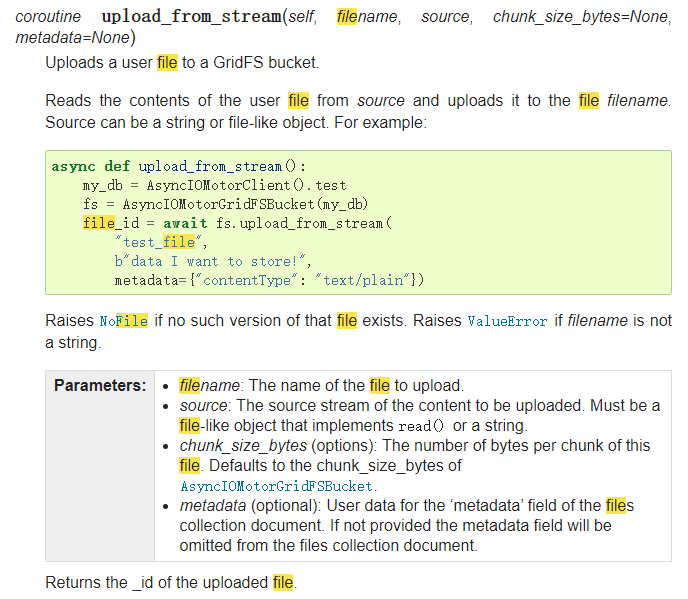 coroutine upload_from_stream(self, filename, source, chunk_size_bytes=None,
metadata=None)
Uploads a user file to a GridFS bucket.
Reads the contents of the user file from source and uploads it to the file filename.
Source can be a string or file-like object. For example:
async def upload_from_stream():
    my_db = AsyncIOMotorClient().test
    fs = AsyncIOMotorGridFSBucket(my_db)
    file_id = await fs.upload_from_stream(
        "test_file",
        b"data I want to store!",
        metadata={"contentType": "text/plain"})
Raises NoFile if no such version of that file exists. Raises ValueError if filename is not
a string.
Parameters:
• filename: The name of the file to upload.
• source: The source stream of the content to be uploaded. Must be a
file-like object that implements read() or a string.
• chunk_size_bytes (options): The number of bytes per chunk of this
file. Defaults to the chunk_size_bytes of
AsyncIOMotorGridFSBucket.
• metadata (optional): User data for the ‘metadata’ field of the files
collection document. If not provided the metadata field will be
omitted from the files collection document.
Returns the _id of the uploaded file.